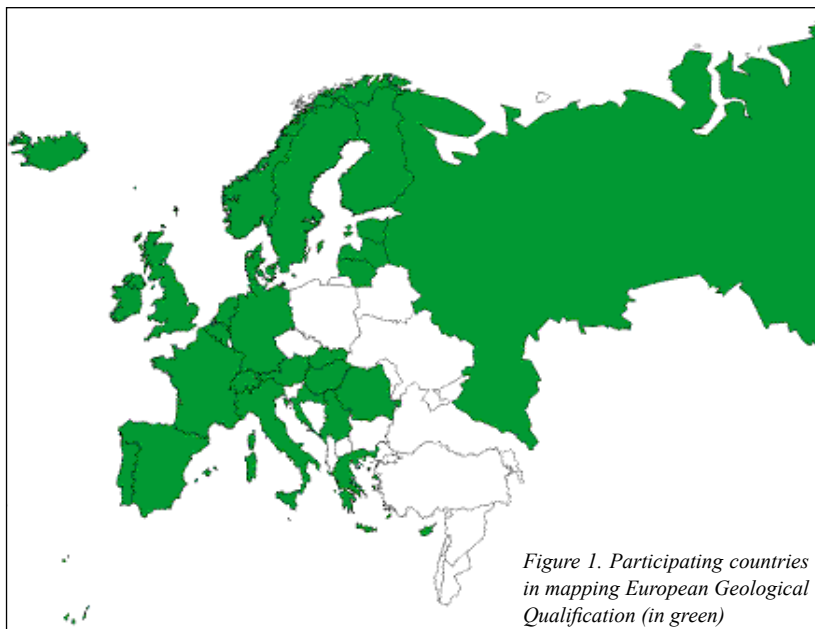 Figure 1. Participating countries
in mapping European Geological
Qualification (in green)